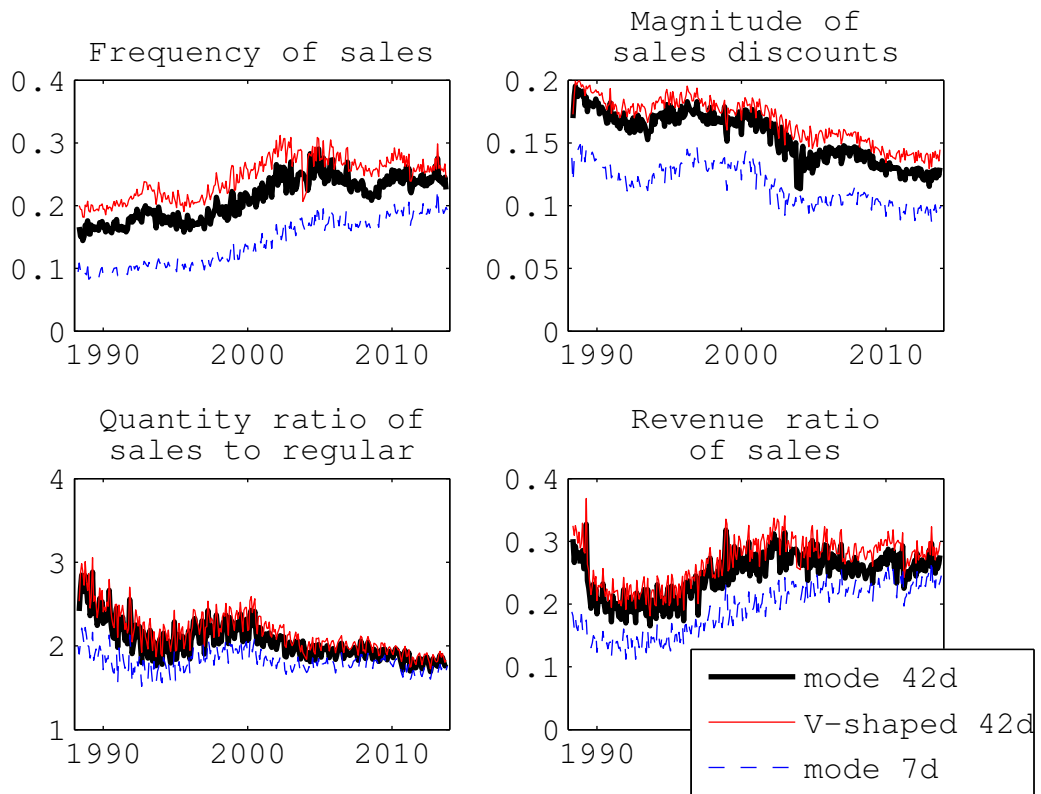 Frequency of sales
0.4
0.3
0.2
0.1
0
1990 2000 2010
Magnitude of
sales discounts
0.2
0.15
0.1
0.05
0
1990 2000 2010
Quantity ratio of
sales to regular
4
3
2
1
1990 2000 2010
Revenue ratio
of sales
0.4
0.3
0.2
0.1
0
1990
mode 42d
V-shaped 42d
mode 7d